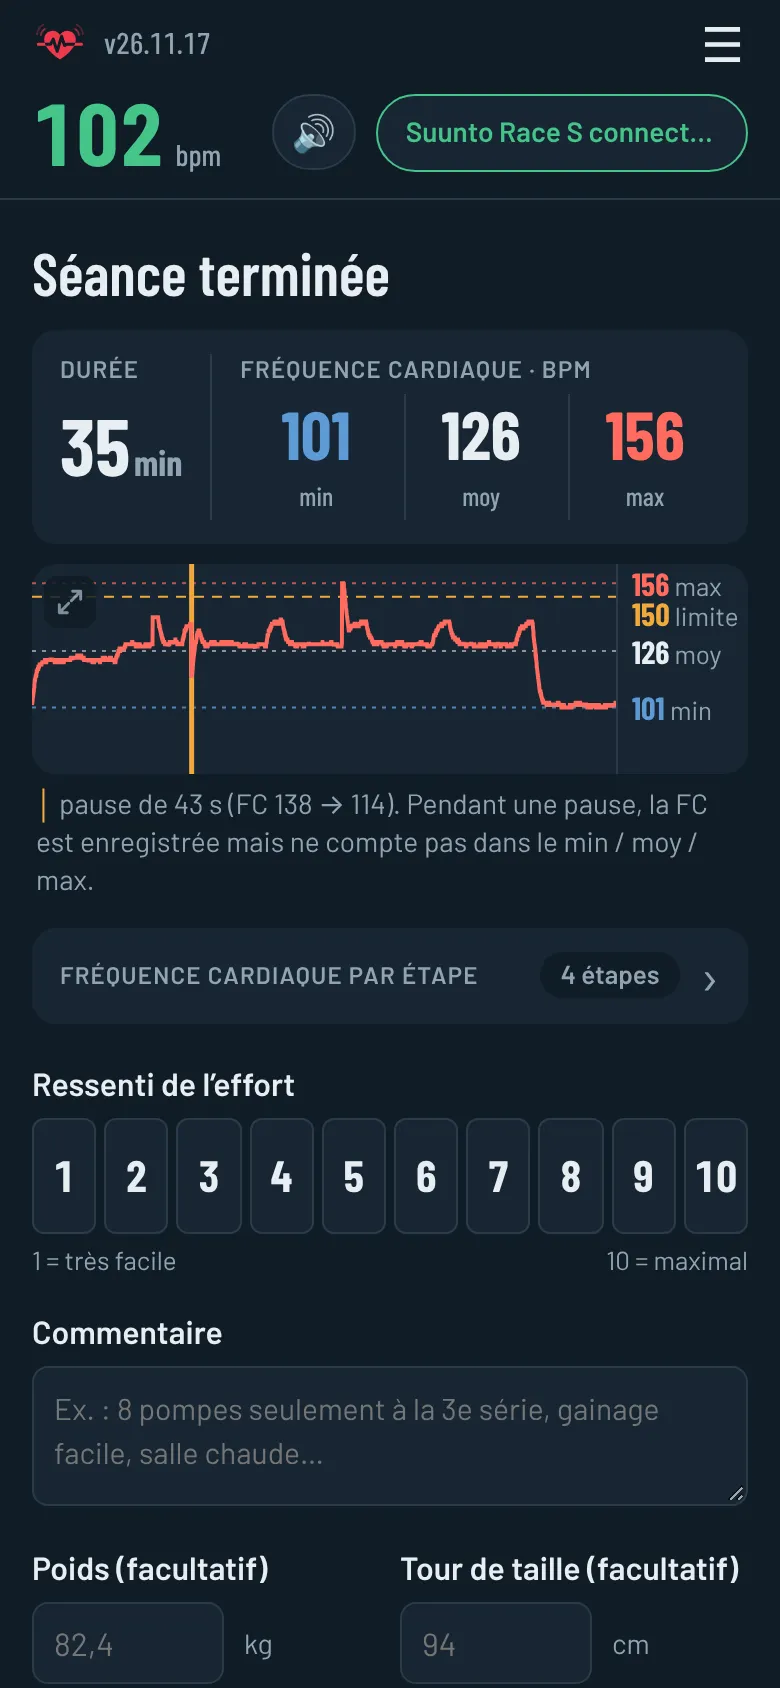 v26.11.17
102 bpm
Suunto Race S connect...
Séance terminée
DURÉE
FRÉQUENCE CARDIAQUE · BPM
35 min
101
126
156
min
moy
max
156 max
150 limite
126 moy
101 min
pause de 43 s (FC 138 → 114). Pendant une pause, la FC
est enregistrée mais ne compte pas dans le min / moy /
max.
FRÉQUENCE CARDIAQUE PAR ÉTAPE
4 étapes
Ressenti de l’effort
1 2 3 4 5 6 7 8 9 10
1 = très facile
10 = maximal
Commentaire
Ex. : 8 pompes seulement à la 3e série, gainage
facile, salle chaude...
Poids (facultatif)
Tour de taille (facultatif)
82,4 kg
94 cm